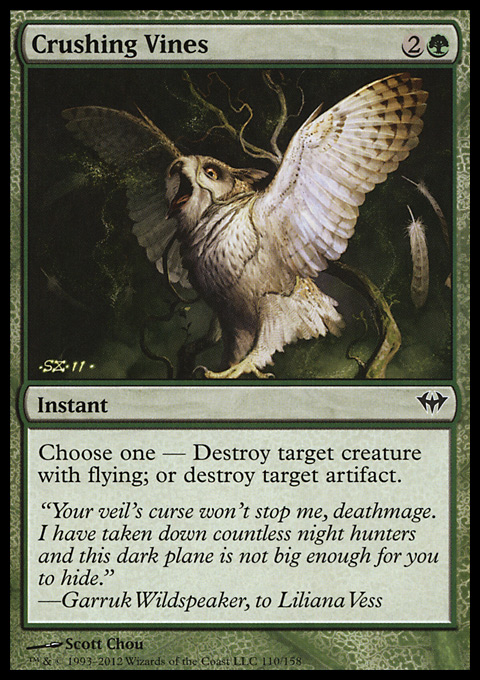 Crushing Vines 2
·SZ·11·
Instant
Choose one — Destroy target creature
with flying; or destroy target artifact.
“Your veil’s curse won’t stop me, deathmage.
I have taken down countless night hunters
and this dark plane is not big enough for you
to hide.”
—Garruk Wildspeaker, to Liliana Vess
Scott Chou
™ & © 1993–2012 Wizards of the Coast LLC 110/158